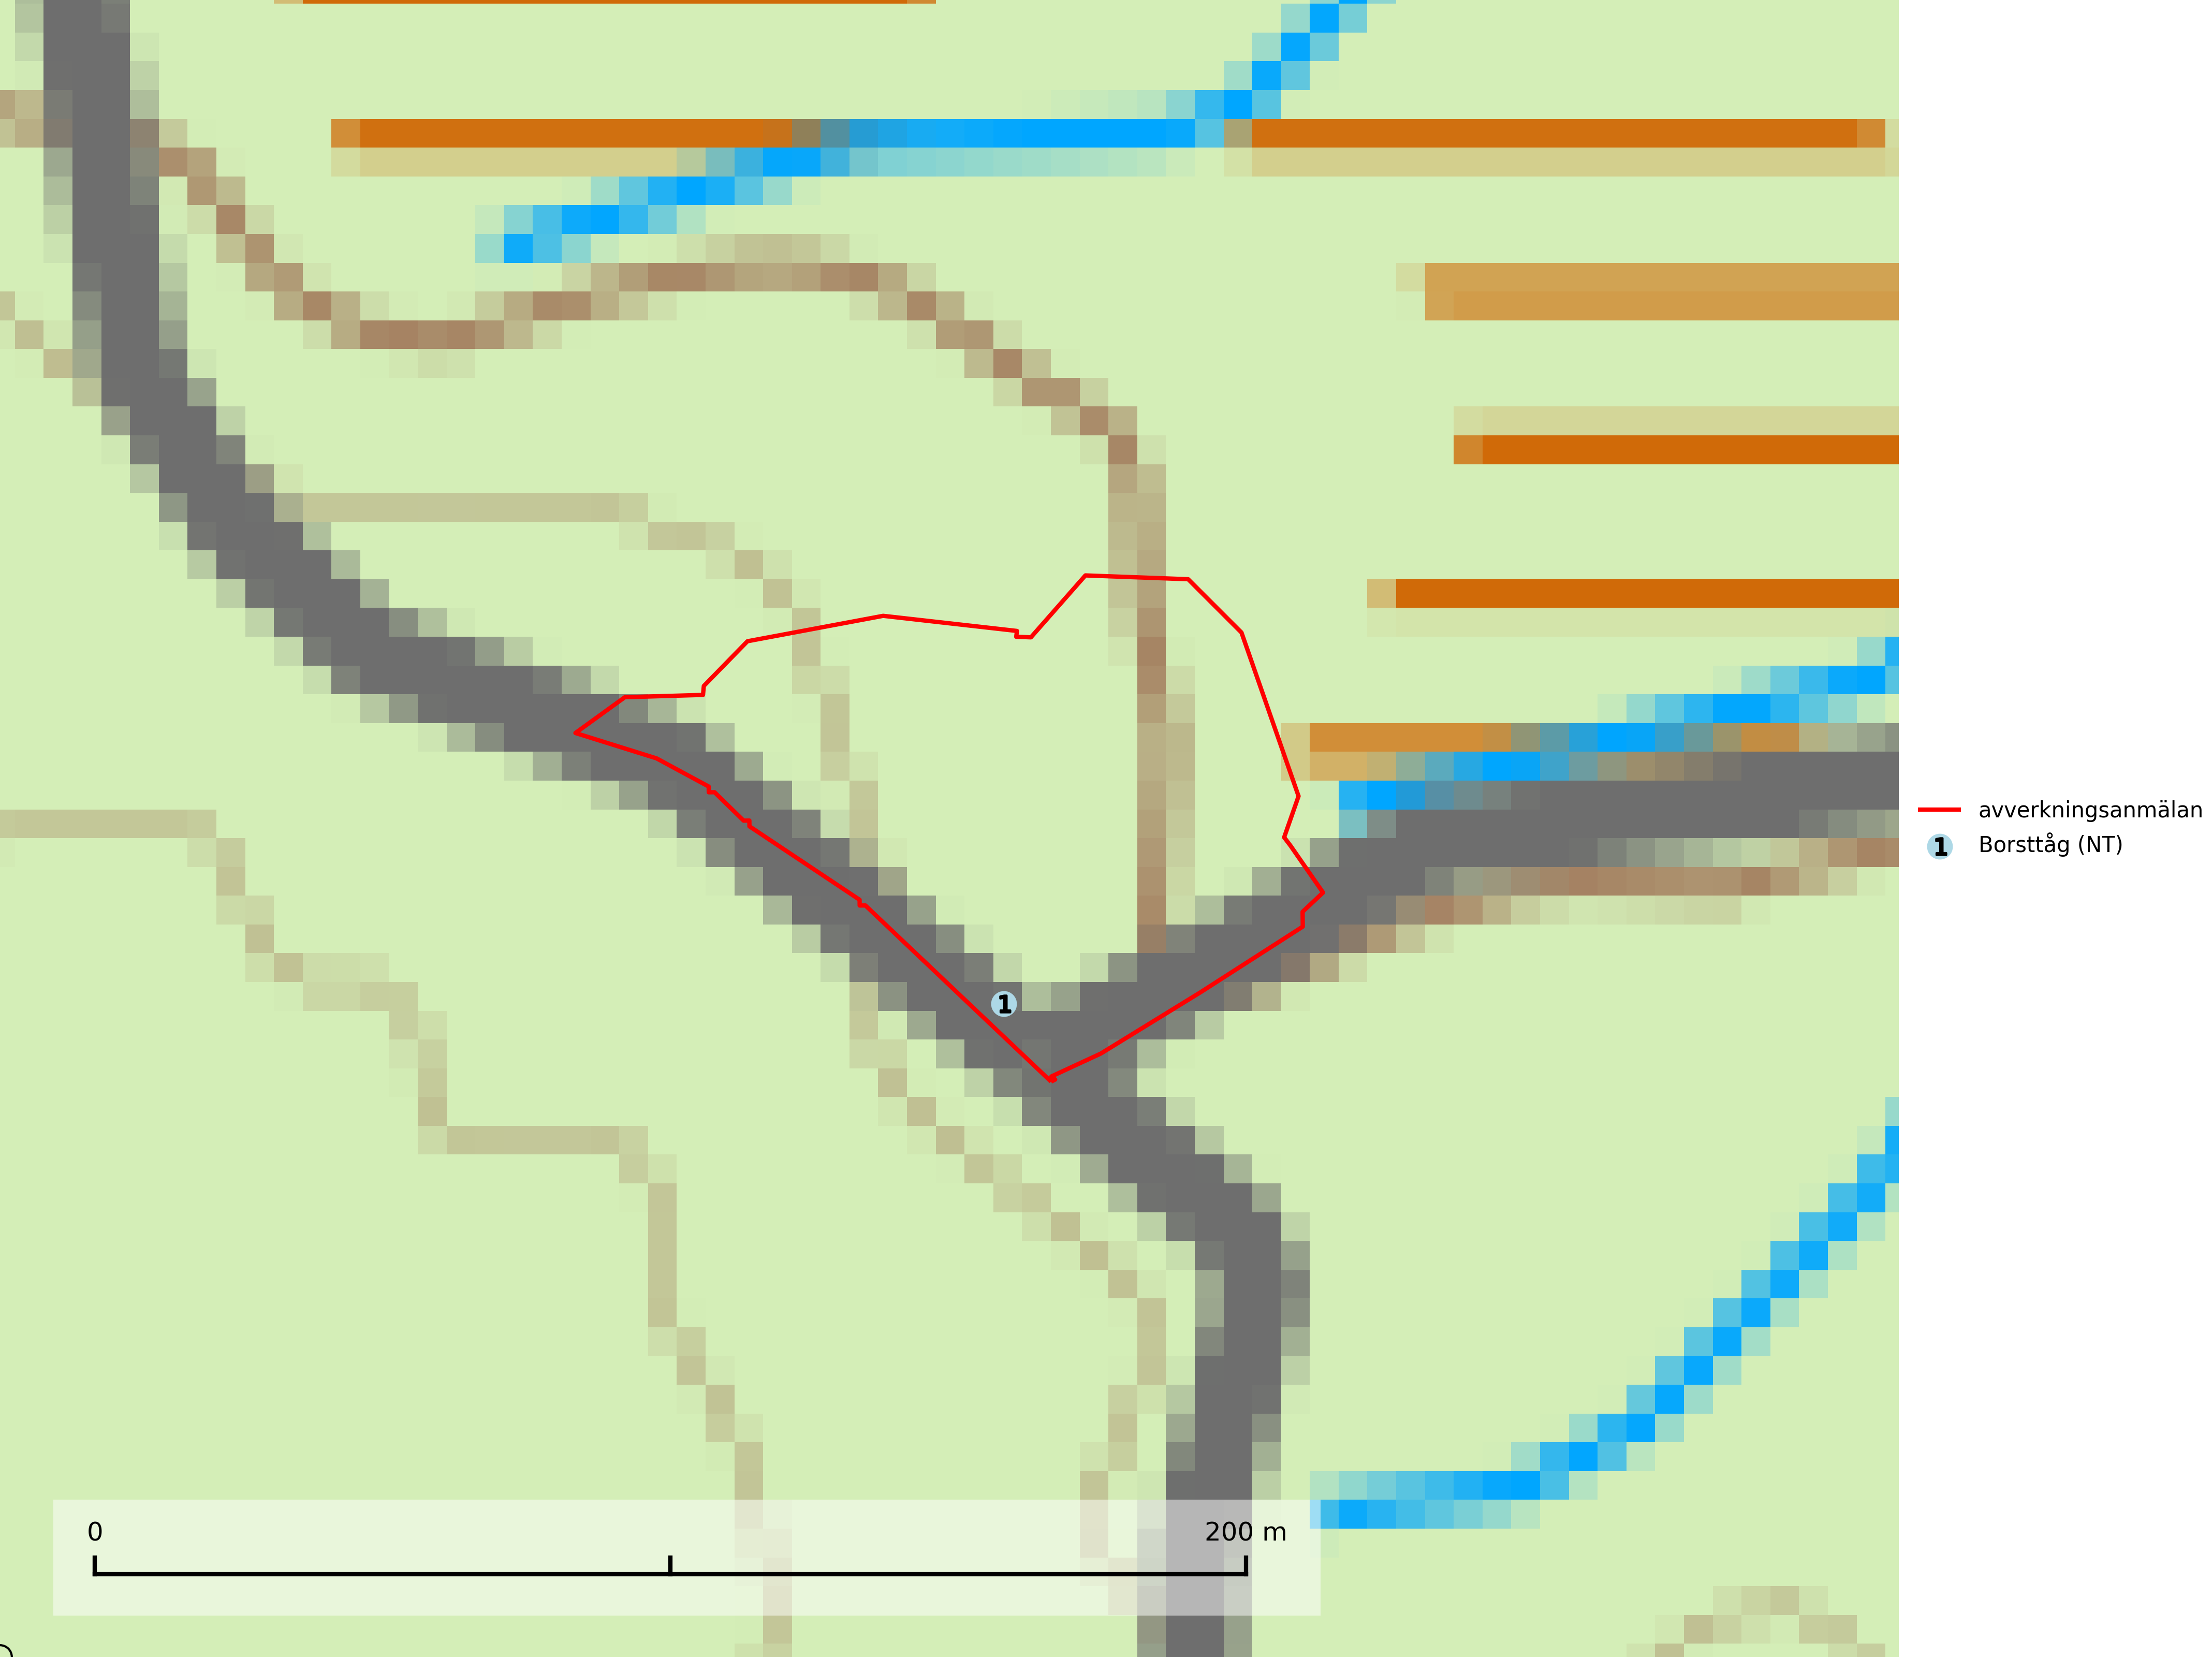 avverkningsanmälan
1 Borsttåg (NT)
1
0 200 m